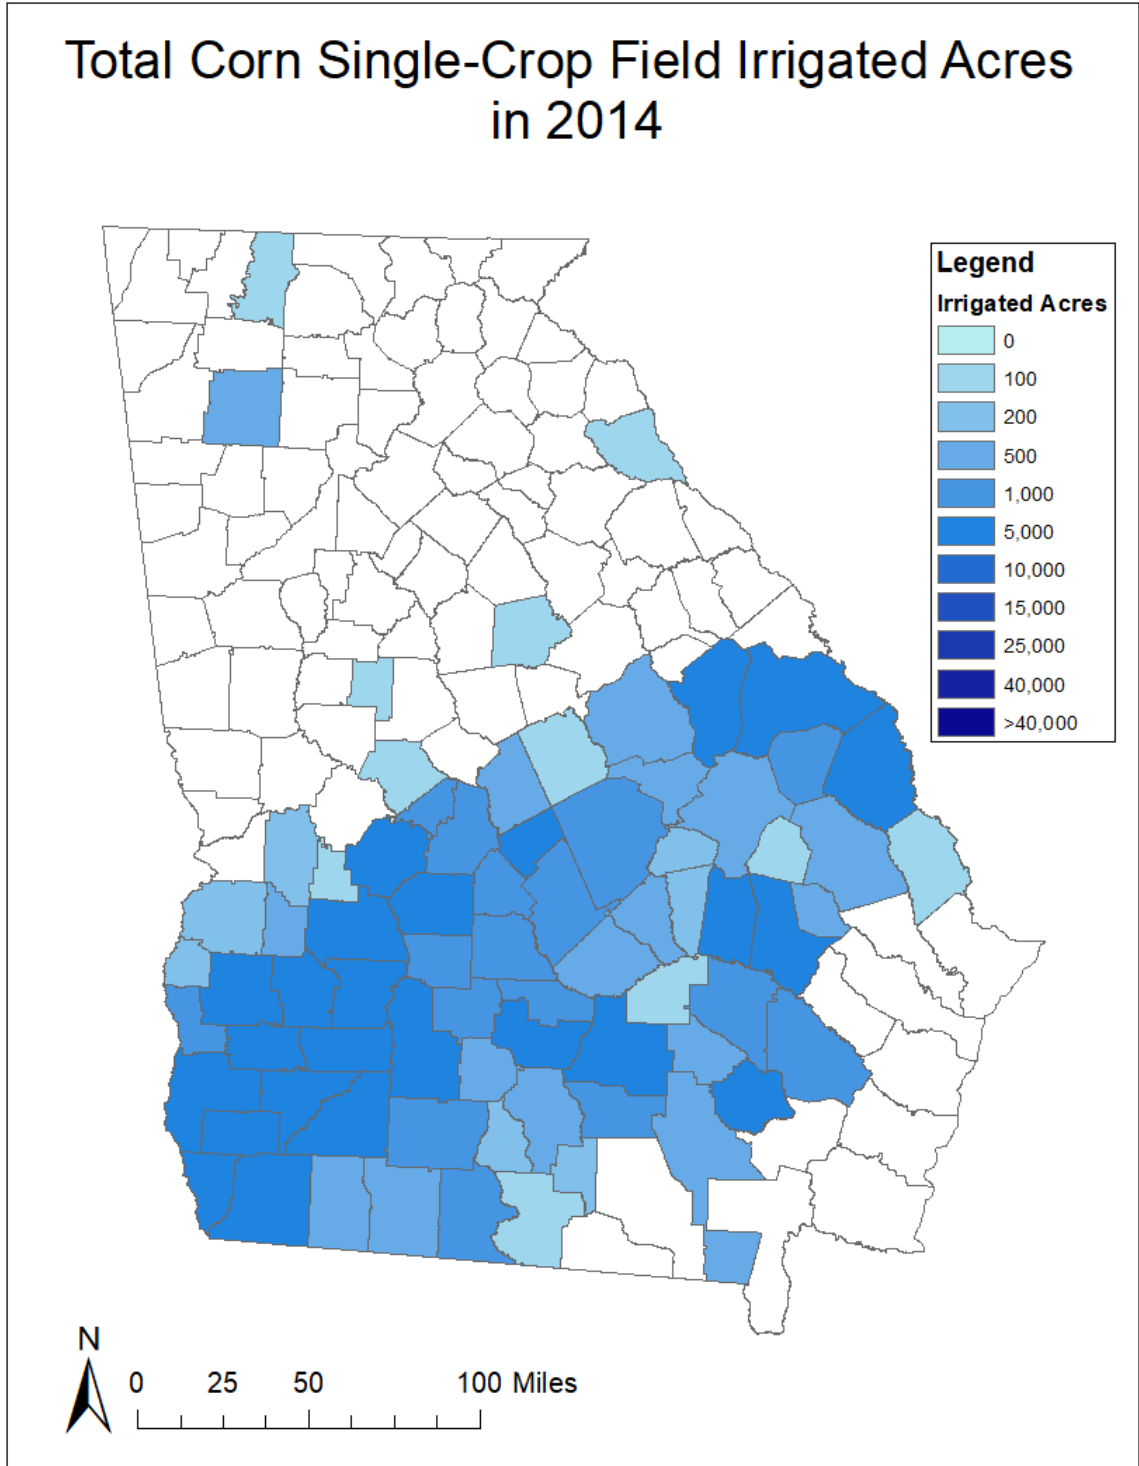 Total Corn Single-Crop Field Irrigated Acres
in 2014
Legend
Irrigated Acres
0
100
200
500
1,000
5,000
10,000
15,000
25,000
40,000
>40,000
N
0 25 50 100 Miles